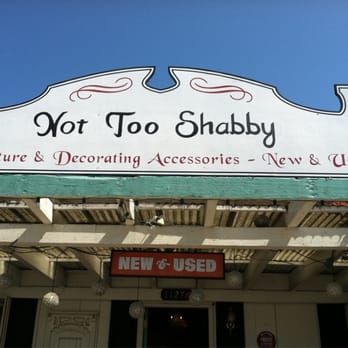 Not Too Shabby
ture & Decorating Accessories - New & U
NEW & USED